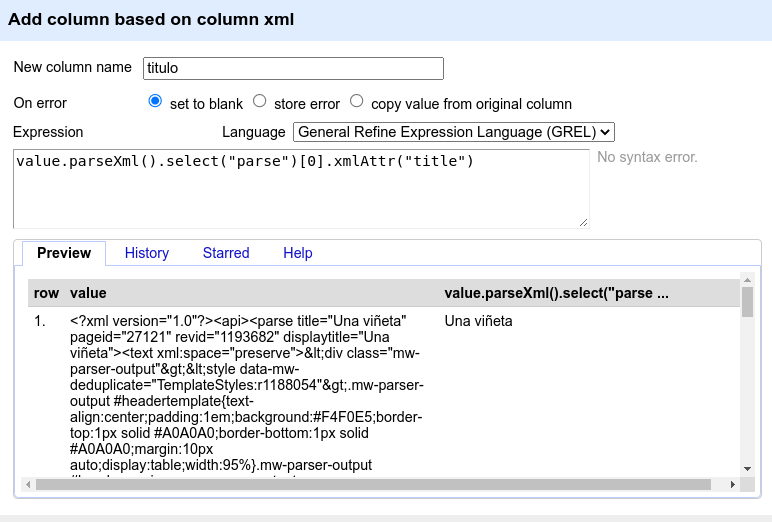 Add column based on column xml
New column name titulo
On error set to blank store error copy value from original column
Expression Language General Refine Expression Language (GREL)
value.parseXml().select("parse")[0].xmlAttr("title") No syntax error.
Preview History Starred Help
row value value.parseXml().select("parse ...
1. <?xml version="1.0"?><api><parse title="Una viñeta" Una viñeta
pageid="27121" revid="1193682" displaytitle="Una
viñeta"><text xml:space="preserve">&lt;div class="mw-
parser-output"&gt;&lt;style data-mw-
deduplicate="TemplateStyles:r1188054"&gt;.mw-parser-
output #headertemplate{text-
align:center;padding:1em;background:#F4F0E5;border-
top:1px solid #A0A0A0;border-bottom:1px solid
#A0A0A0;margin:10px
auto;display:table;width:95%}.mw-parser-output